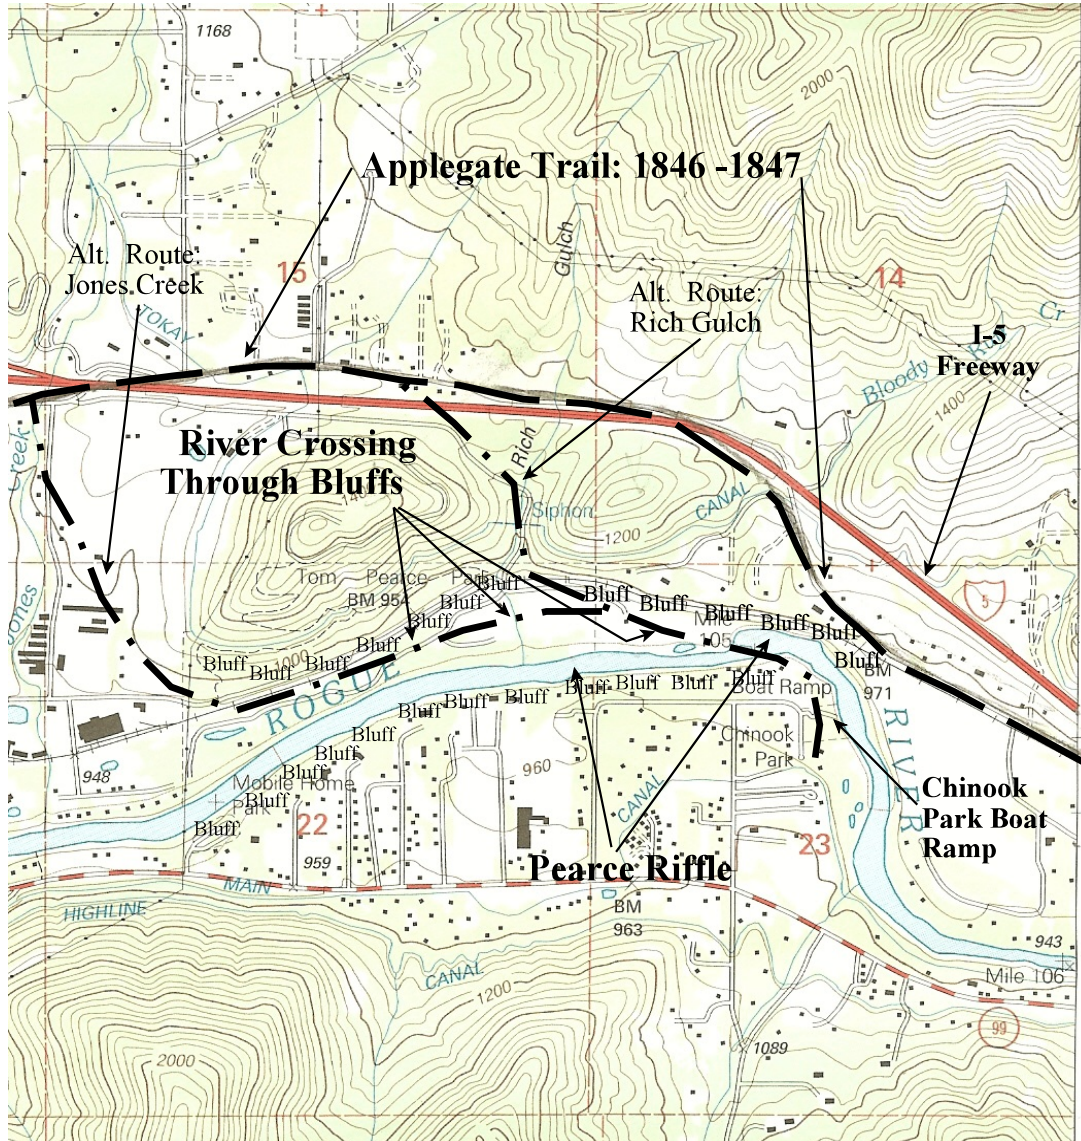 1168
2000
Applegate Trail: 1846 -1847
Gulch
Alt. Route:
Jones Creek
15
14
Alt. Route:
Rich Gulch
Cr
TOKAY
I-5
Freeway
Run
Bloody
1400
River Crossing
Through Bluffs
Rich
Creek
1400
CANAL
Siphon
1200
Tom Pearce Park
BM 954
Bluff
Bluff
Bluff
Bluff
Bluff
Bluff
5
Mile
105
Bluff
Bluff
Bluff
Jones
Bluff
Bluff
Bluff
Bluff
1000
Bluff
BM
971
ROGUE
RIVER
Bluff
Bluff
Bluff
Bluff
Bluff
Bluff
Bluff
Boat Ramp
Bluff
Bluff
Bluff
Bluff
Bluff
Chinook
Park
948
960
Mobile Home
Park
CANAL
Chinook
Park Boat
Ramp
22
23
959
Pearce Riffle
MAIN
HIGHLINE
CANAL
BM
963
943
Mile 106
1200
99
2000
1089